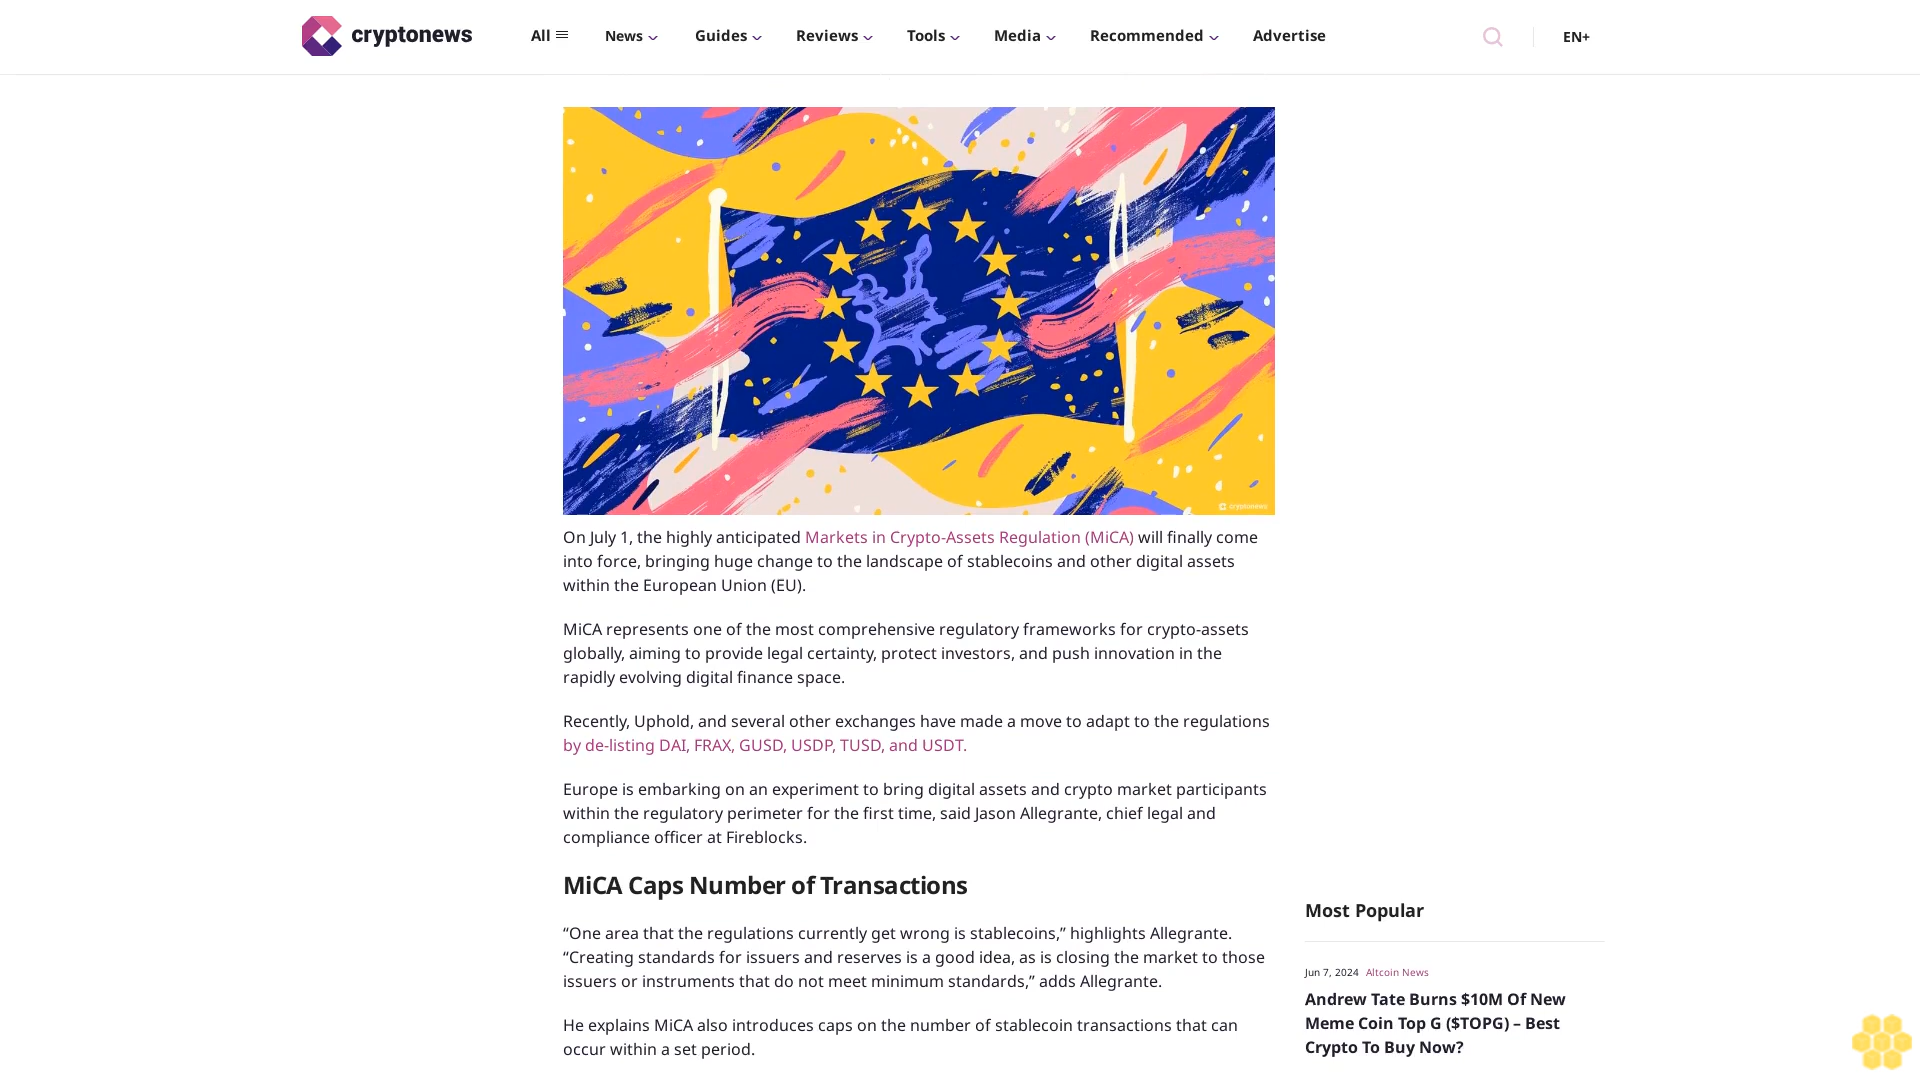 cryptonews
All
News
Guides
Reviews
Tools
Media
Recommended
Advertise
EN+
cryptonews
On July 1, the highly anticipated Markets in Crypto-Assets Regulation (MiCA) will finally come
into force, bringing huge change to the landscape of stablecoins and other digital assets
within the European Union (EU).
MiCA represents one of the most comprehensive regulatory frameworks for crypto-assets
globally, aiming to provide legal certainty, protect investors, and push innovation in the
rapidly evolving digital finance space.
Recently, Uphold, and several other exchanges have made a move to adapt to the regulations
by de-listing DAI, FRAX, GUSD, USDP, TUSD, and USDT.
Europe is embarking on an experiment to bring digital assets and crypto market participants
within the regulatory perimeter for the first time, said Jason Allegrante, chief legal and
compliance officer at Fireblocks.
MiCA Caps Number of Transactions
“One area that the regulations currently get wrong is stablecoins,” highlights Allegrante.
“Creating standards for issuers and reserves is a good idea, as is closing the market to those
issuers or instruments that do not meet minimum standards,” adds Allegrante.
He explains MiCA also introduces caps on the number of stablecoin transactions that can
occur within a set period.
Most Popular
Jun 7, 2024 Altcoin News
Andrew Tate Burns $10M Of New
Meme Coin Top G ($TOPG) – Best
Crypto To Buy Now?